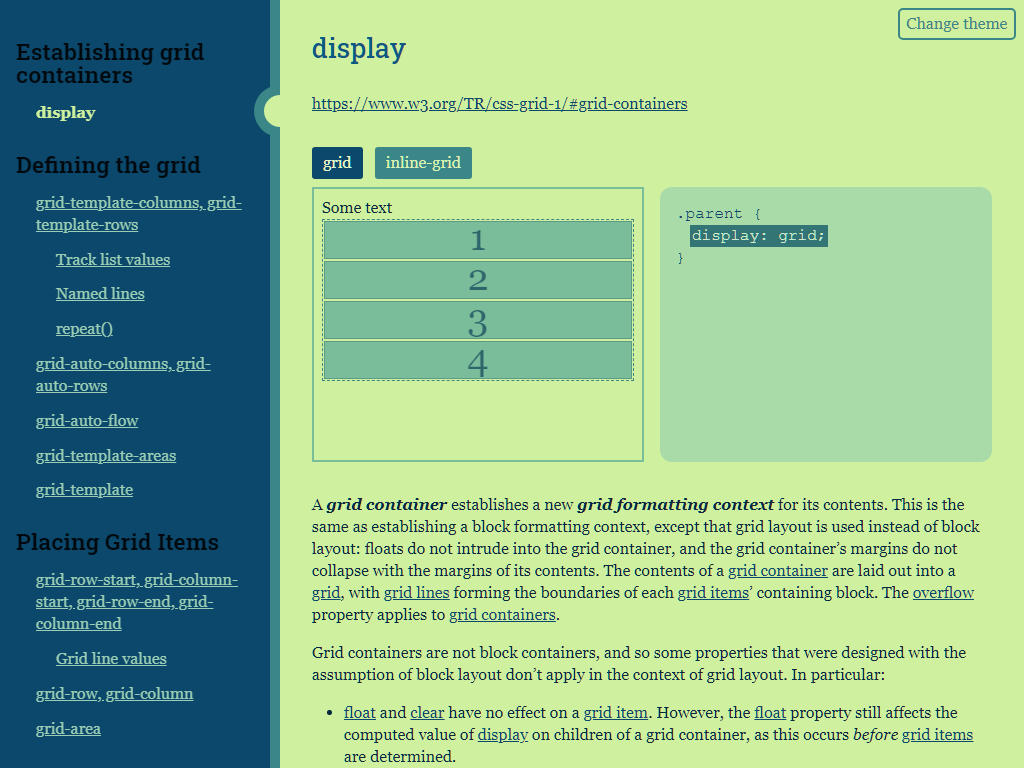 Establishing grid
containers
display
Defining the grid
grid-template-columns, grid-
template-rows
Track list values
Named lines
repeat()
grid-auto-columns, grid-
auto-rows
grid-auto-flow
grid-template-areas
grid-template
Placing Grid Items
grid-row-start, grid-column-
start, grid-row-end, grid-
column-end
Grid line values
grid-row, grid-column
grid-area
Change theme
display
https://www.w3.org/TR/css-grid-1/#grid-containers
grid
inline-grid
Some text
1
2
3
4
.parent {
display: grid;
}
A grid container establishes a new grid formatting context for its contents. This is the
same as establishing a block formatting context, except that grid layout is used instead of block
layout: floats do not intrude into the grid container, and the grid container’s margins do not
collapse with the margins of its contents. The contents of a grid container are laid out into a
grid, with grid lines forming the boundaries of each grid items’ containing block. The overflow
property applies to grid containers.
Grid containers are not block containers, and so some properties that were designed with the
assumption of block layout don’t apply in the context of grid layout. In particular:
• float and clear have no effect on a grid item. However, the float property still affects the
computed value of display on children of a grid container, as this occurs before grid items
are determined.